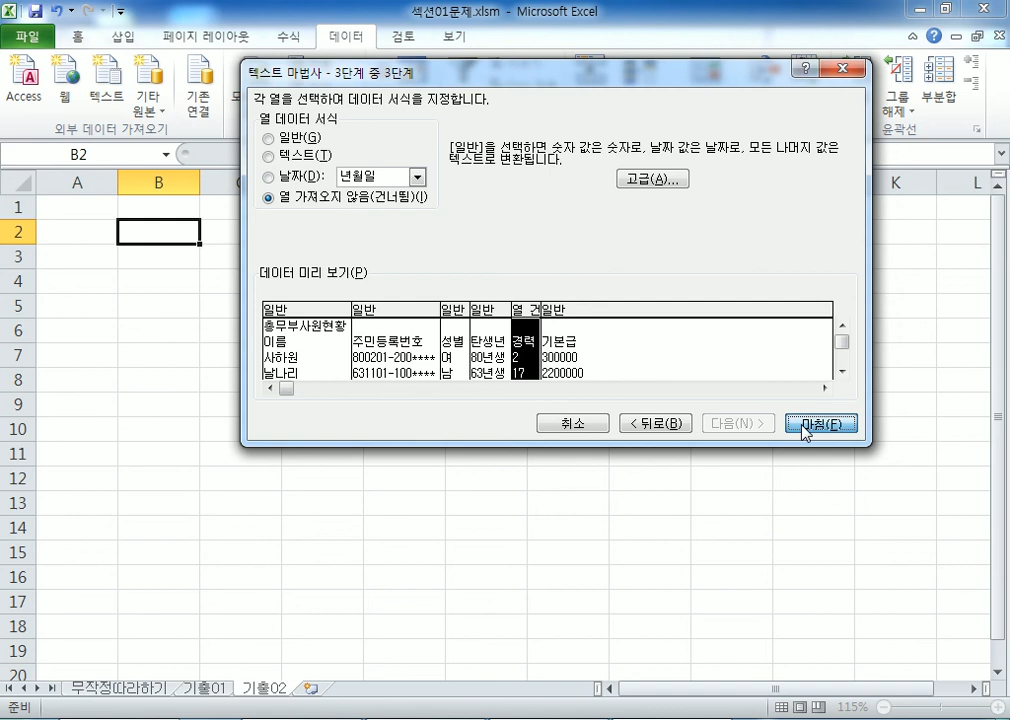 섹션01문제.xlsm - Microsoft Excel
파일 홈 삽입 페이지 레이아웃 수식 데이터 검토 보기
Access 웹 텍스트 기타 원본 기존 연결
외부 데이터 가져오기
그룹 해제 부분합
윤곽선
B2
A B K L
텍스트 마법사 - 3단계 중 3단계
각 열을 선택하여 데이터 서식을 지정합니다.
열 데이터 서식
일반(G)
텍스트(T)
날짜(D): 년월일
열 가져오지 않음(건너뜀)(I)
[일반]을 선택하면 숫자 값은 숫자로, 날짜 값은 날짜로, 모든 나머지 값은
텍스트로 변환됩니다.
고급(A)...
데이터 미리 보기(P)
일반 일반 일반 일반 열 건 일반
총무부사원현황
이름 주민등록번호 성별 탄생년 경력 기본급
사하원 800201-200**** 여 80년생 2 300000
날나리 631101-100**** 남 63년생 17 2200000
취소 < 뒤로(B) 다음(N) > 마침(F)
1
2
3
4
5
6
7
8
9
10
11
12
13
14
15
16
17
18
19
20
무작정따라하기 기출01 기출02
준비 115%